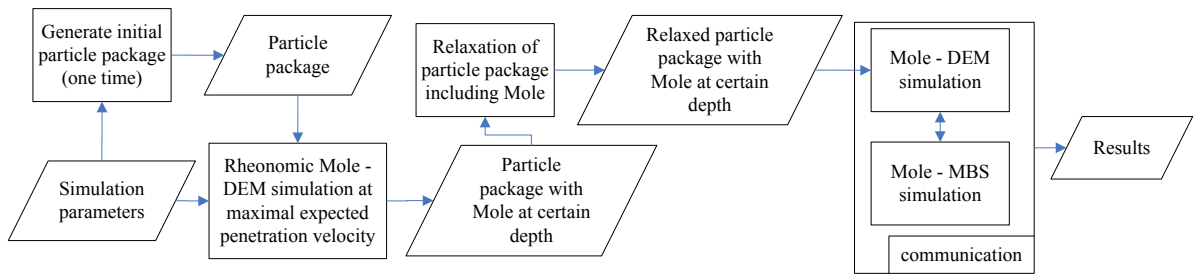 Generate initial
particle package
(one time)
Particle
package
Relaxation of
particle package
including Mole
Relaxed particle
package with
Mole at certain
depth
Mole - DEM
simulation
Simulation
parameters
Rheonomic Mole -
DEM simulation at
maximal expected
penetration velocity
Particle
package with
Mole at certain
depth
Mole - MBS
simulation
communication
Results